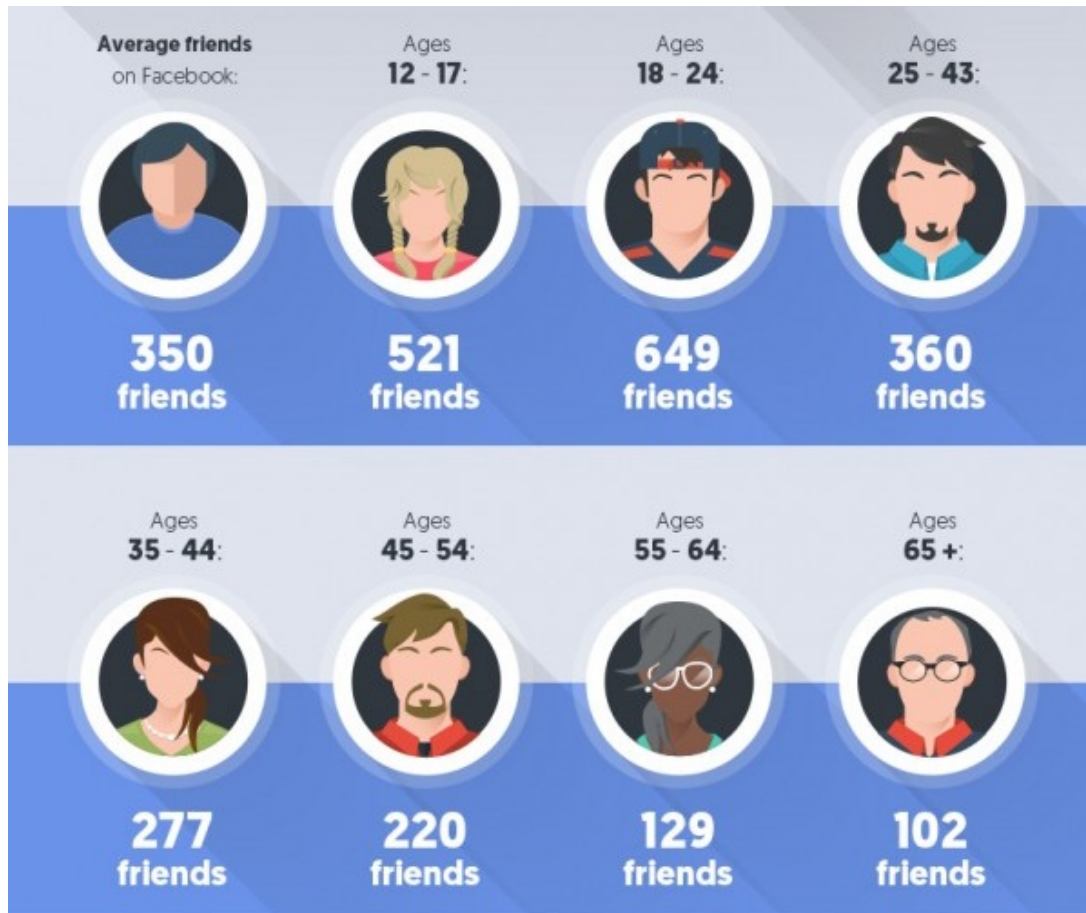 Average friends
on Facebook:
350
friends
Ages
12 - 17:
521
friends
Ages
18 - 24:
649
friends
Ages
25 - 43:
360
friends
Ages
35 - 44:
277
friends
Ages
45 - 54:
220
friends
Ages
55 - 64:
129
friends
Ages
65 +:
102
friends